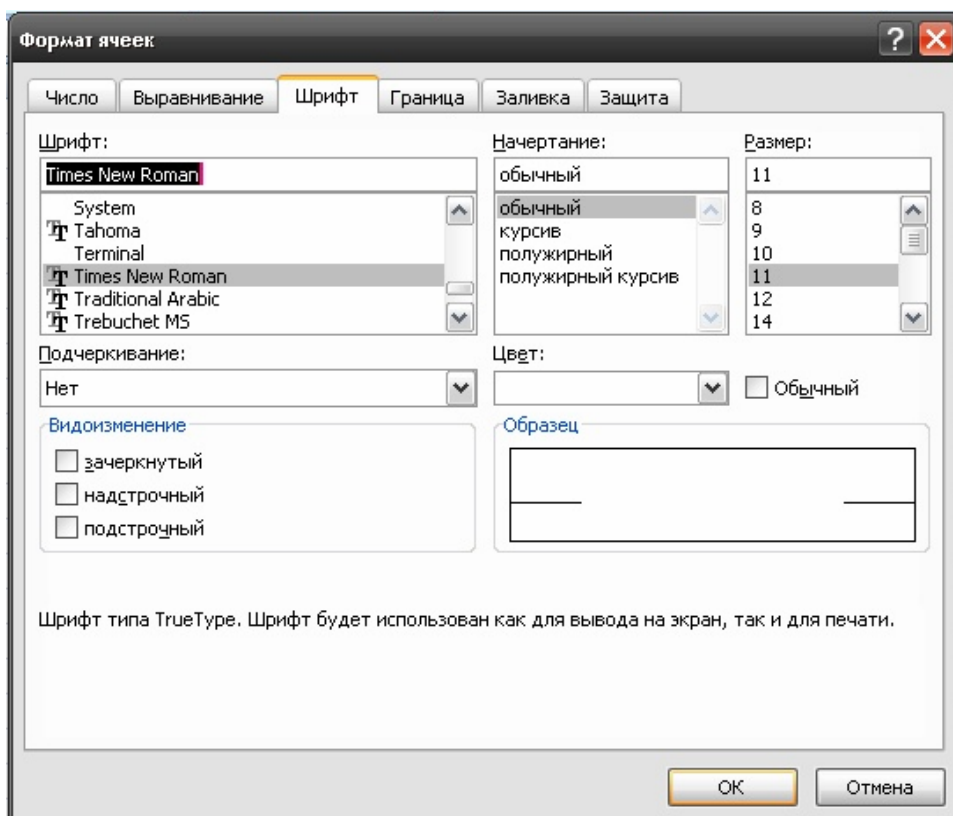 Формат ячеек
Число Выравнивание Шрифт Граница Заливка Защита
Шрифт: Начертание: Размер:
Times New Roman обычный 11
System обычный 8
Tahoma курсив 9
Terminal полужирный 10
Times New Roman полужирный курсив 11
Traditional Arabic 12
Trebuchet MS 14
Подчеркивание: Цвет:
Нет Обычный
Видоизменение Образец
зачеркнутый
надстрочный
подстрочный
Шрифт типа TrueType. Шрифт будет использован как для вывода на экран, так и для печати.
ОК Отмена